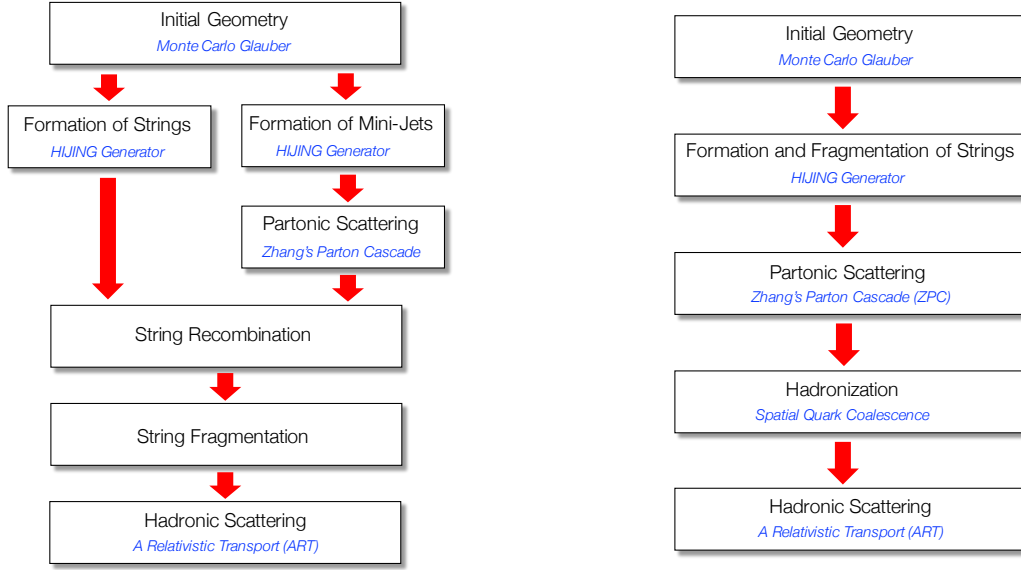 Initial Geometry
Monte Carlo Glauber
Formation of Strings
HIJING Generator
Formation of Mini-Jets
HIJING Generator
Partonic Scattering
Zhang's Parton Cascade
String Recombination
String Fragmentation
Hadronic Scattering
A Relativistic Transport (ART)
Initial Geometry
Monte Carlo Glauber
Formation and Fragmentation of Strings
HIJING Generator
Partonic Scattering
Zhang's Parton Cascade (ZPC)
Hadronization
Spatial Quark Coalescence
Hadronic Scattering
A Relativistic Transport (ART)